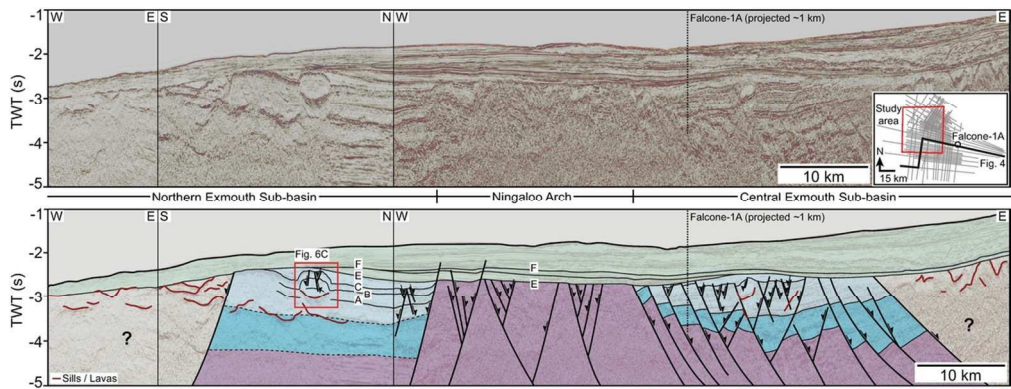 W E S N W Falcone-1A (projected ~1 km) E
-1
-2
-3
-4
-5
TWT (s)
Study area
Falcone-1A
N
15 km
Fig. 4
10 km
Northern Exmouth Sub-basin Ningaloo Arch Central Exmouth Sub-basin
W E S N W Falcone-1A (projected ~1 km) E
-1
-2
-3
-4
-5
TWT (s)
Fig. 6C
F
E
C B
A
F
E
?
?
Sills / Lavas
10 km